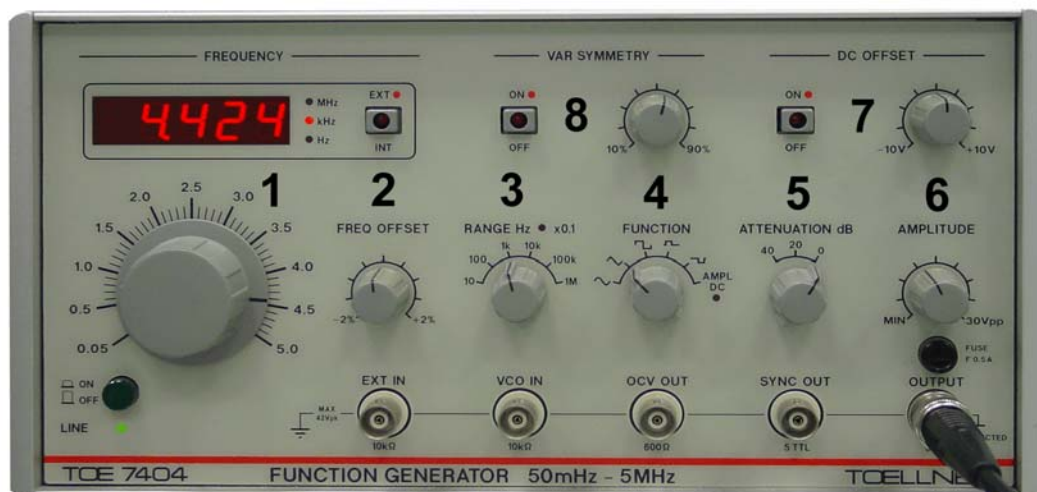 FREQUENCY VAR SYMMETRY DC OFFSET
4.424
MHz
kHz
Hz
EXT
INT
ON
OFF
8
10% 90%
ON
OFF
7
-10V +10V
1 2 3 4 5 6
0.05 0.5 1.0 1.5 2.0 2.5 3.0 3.5 4.0 4.5 5.0
FREQ OFFSET
-2% +2%
RANGE Hz x0.1
10 100 1k 10k 100k 1M
FUNCTION
AMPL
DC
ATTENUATION dB
40 20 0
AMPLITUDE
MIN 30Vpp
FUSE
F 0.5A
ON
OFF
LINE
EXT IN VCO IN OCV OUT SYNC OUT OUTPUT
MAX
42Vpk
10kΩ 10kΩ 600Ω 5 TTL
TOE 7404 FUNCTION GENERATOR 50mHz - 5MHz